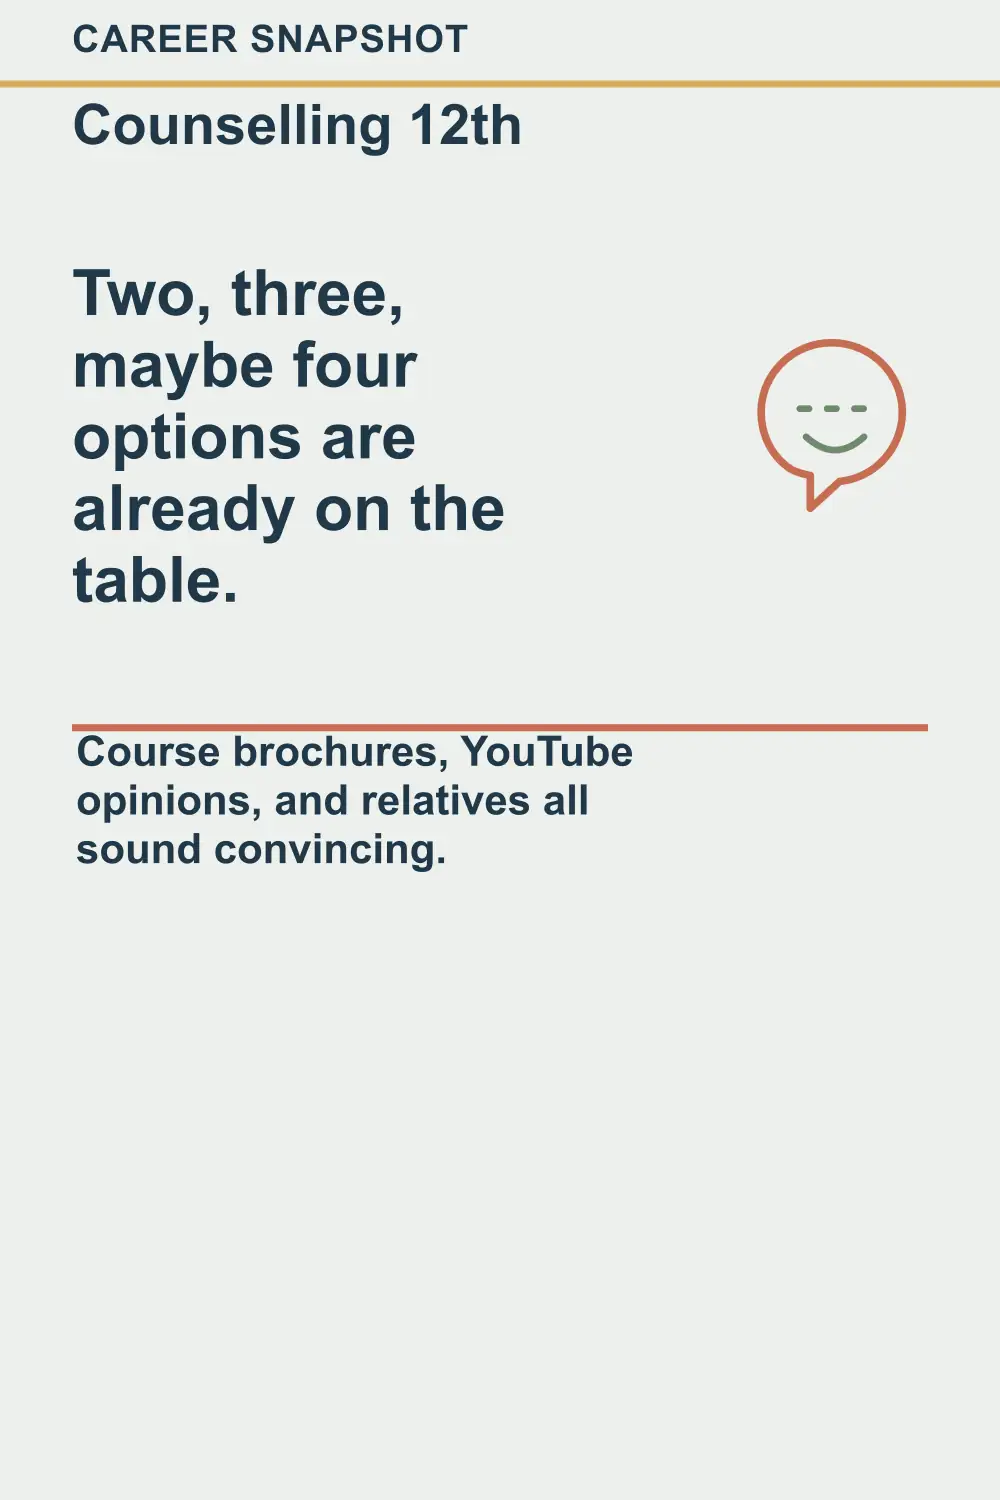 CAREER SNAPSHOT
Counselling 12th
Two, three,
maybe four
options are
already on the
table.
Course brochures, YouTube
opinions, and relatives all
sound convincing.